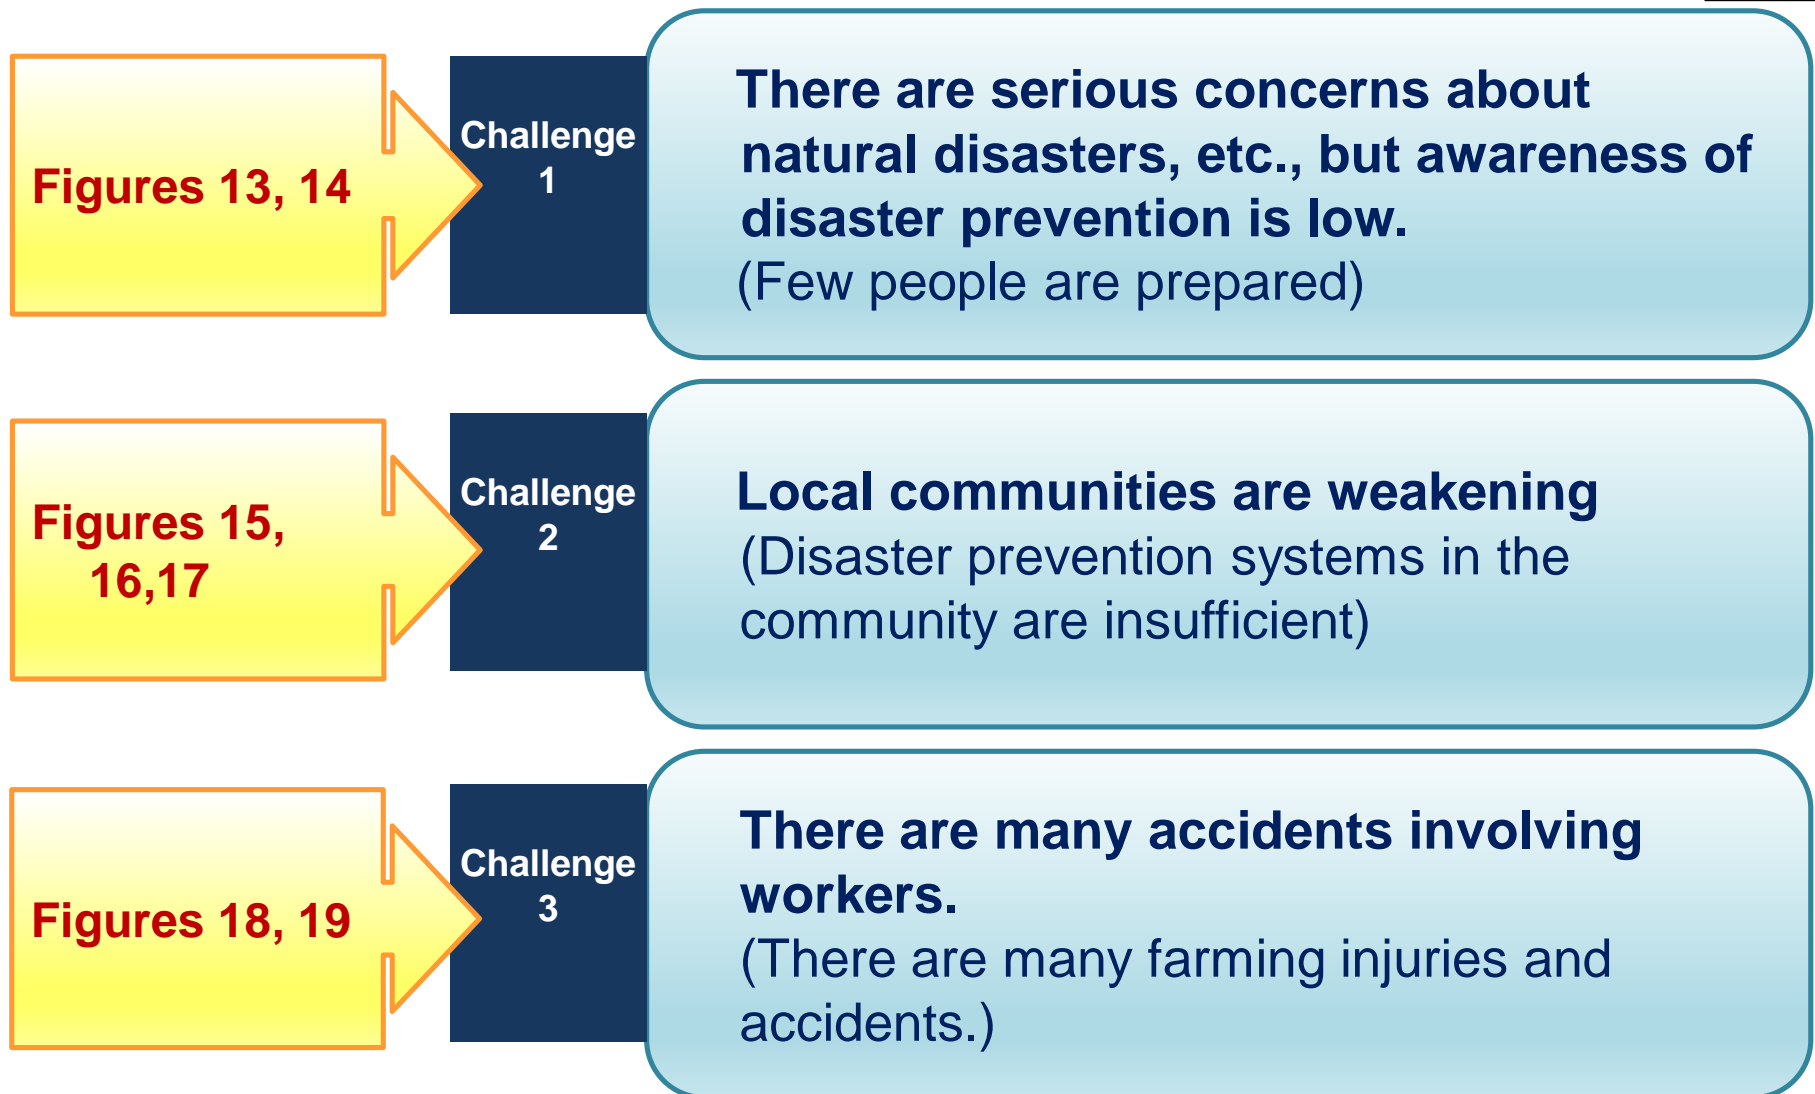 Figures 13, 14
Challenge
1
There are serious concerns about
natural disasters, etc., but awareness of
disaster prevention is low.
(Few people are prepared)
Figures 15,
16,17
Challenge
2
Local communities are weakening
(Disaster prevention systems in the
community are insufficient)
Figures 18, 19
Challenge
3
There are many accidents involving
workers.
(There are many farming injuries and
accidents.)